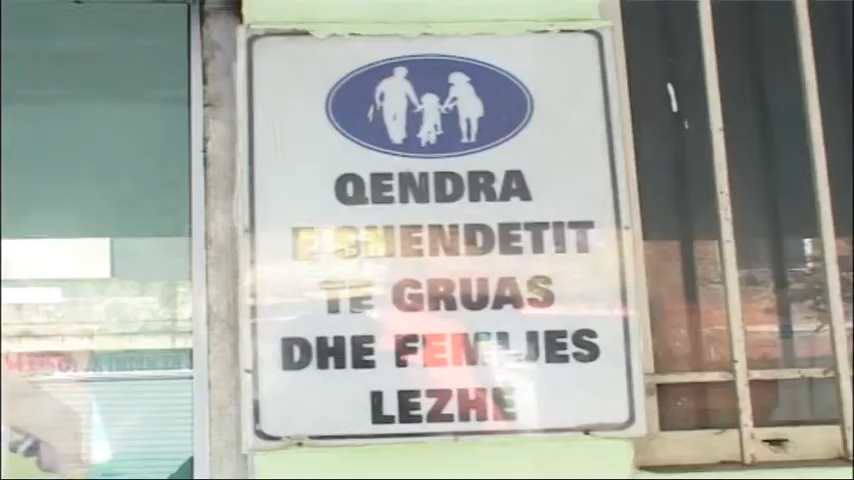 QENDRA
E SHENDETIT
TE GRUAS
DHE FEMIJES
LEZHE